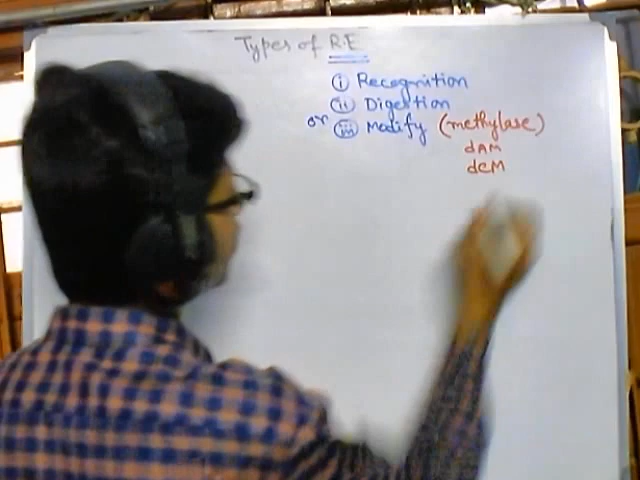 Types of R.E
(i) Recognition
(ii) Digestion
or (iii) Modify (methylase)
dAM
dCM